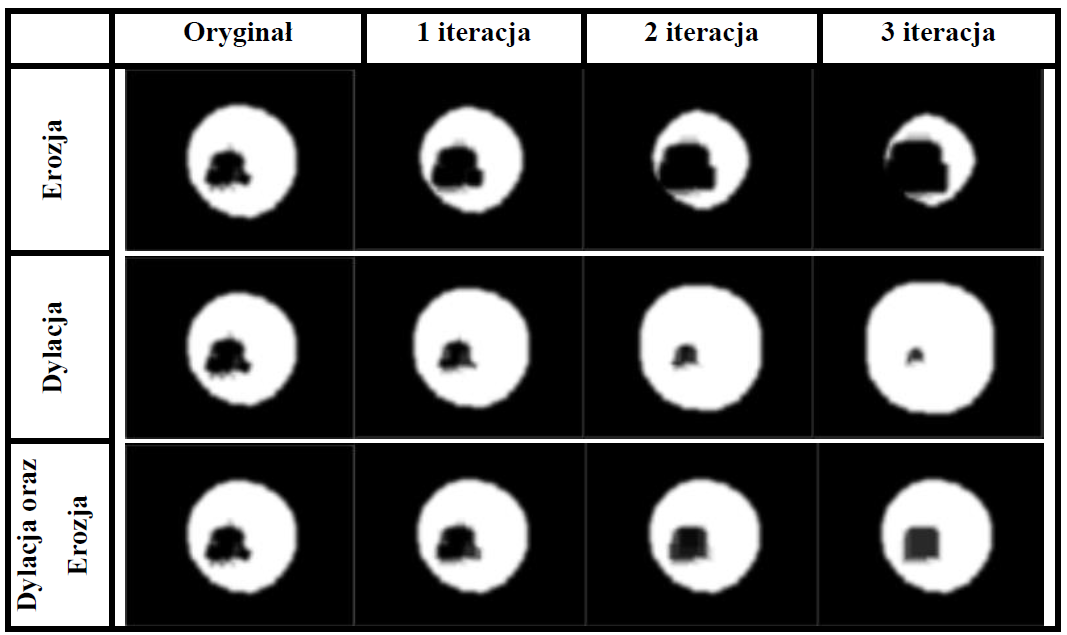 Oryginał
1 iteracja
2 iteracja
3 iteracja
Erozja
Dylacja
Dylacja oraz
Erozja